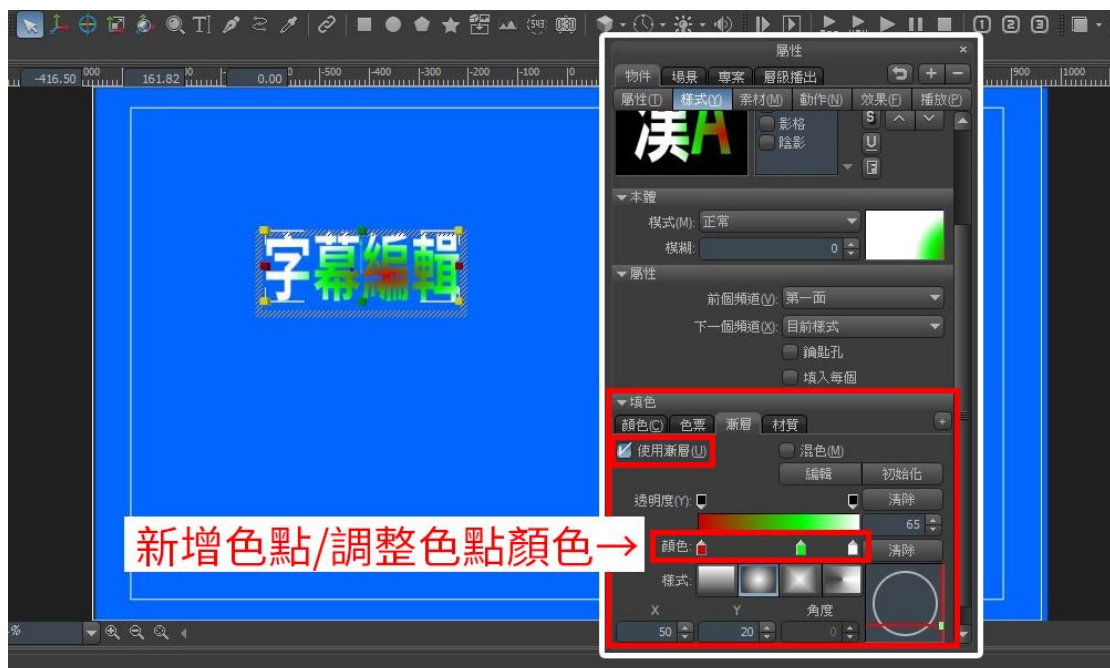 屬性
物件 場景 專案 層級播出
-416.50 161.82 0.00 -500 -400 -300 -200 -100 0 900 1000
屬性(T) 樣式(Y) 素材(M) 動作(N) 效果(F) 播放(P)
漢A
影格
陰影
本體
模式(M): 正常
模糊: 0
字幕編輯
屬性
前個頻道(V): 第一面
下一個頻道(X): 目前樣式
鑰匙孔
填入每個
填色
顏色(C) 色票 漸層 材質
使用漸層(U) 混色(M)
編輯 初始化
透明度(Y): 清除
65
新增色點/調整色點顏色→
顏色: 清除
樣式:
X Y 角度
50 20 0
%